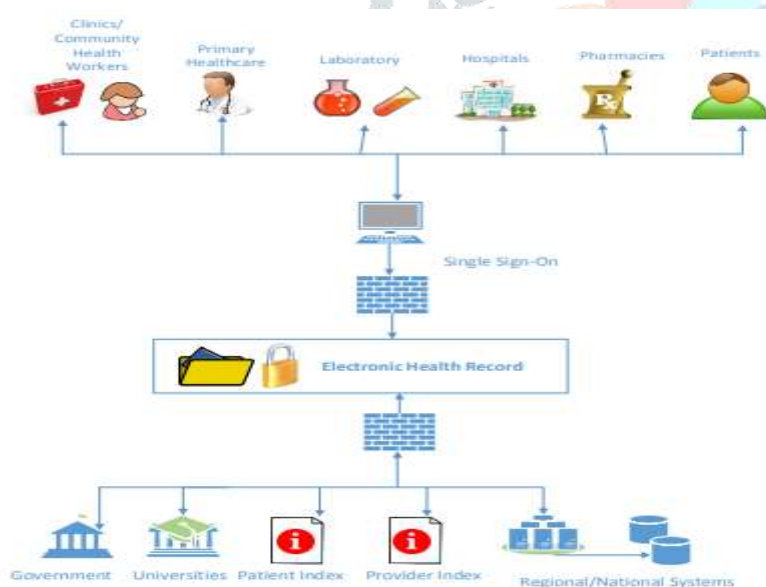 Clinics/
Community
Health
Workers
Primary
Healthcare
Laboratory
Hospitals
Pharmacies
Patients
Single Sign-On
Electronic Health Record
Government
Universities
Patient Index
Provider Index
Regional/National Systems